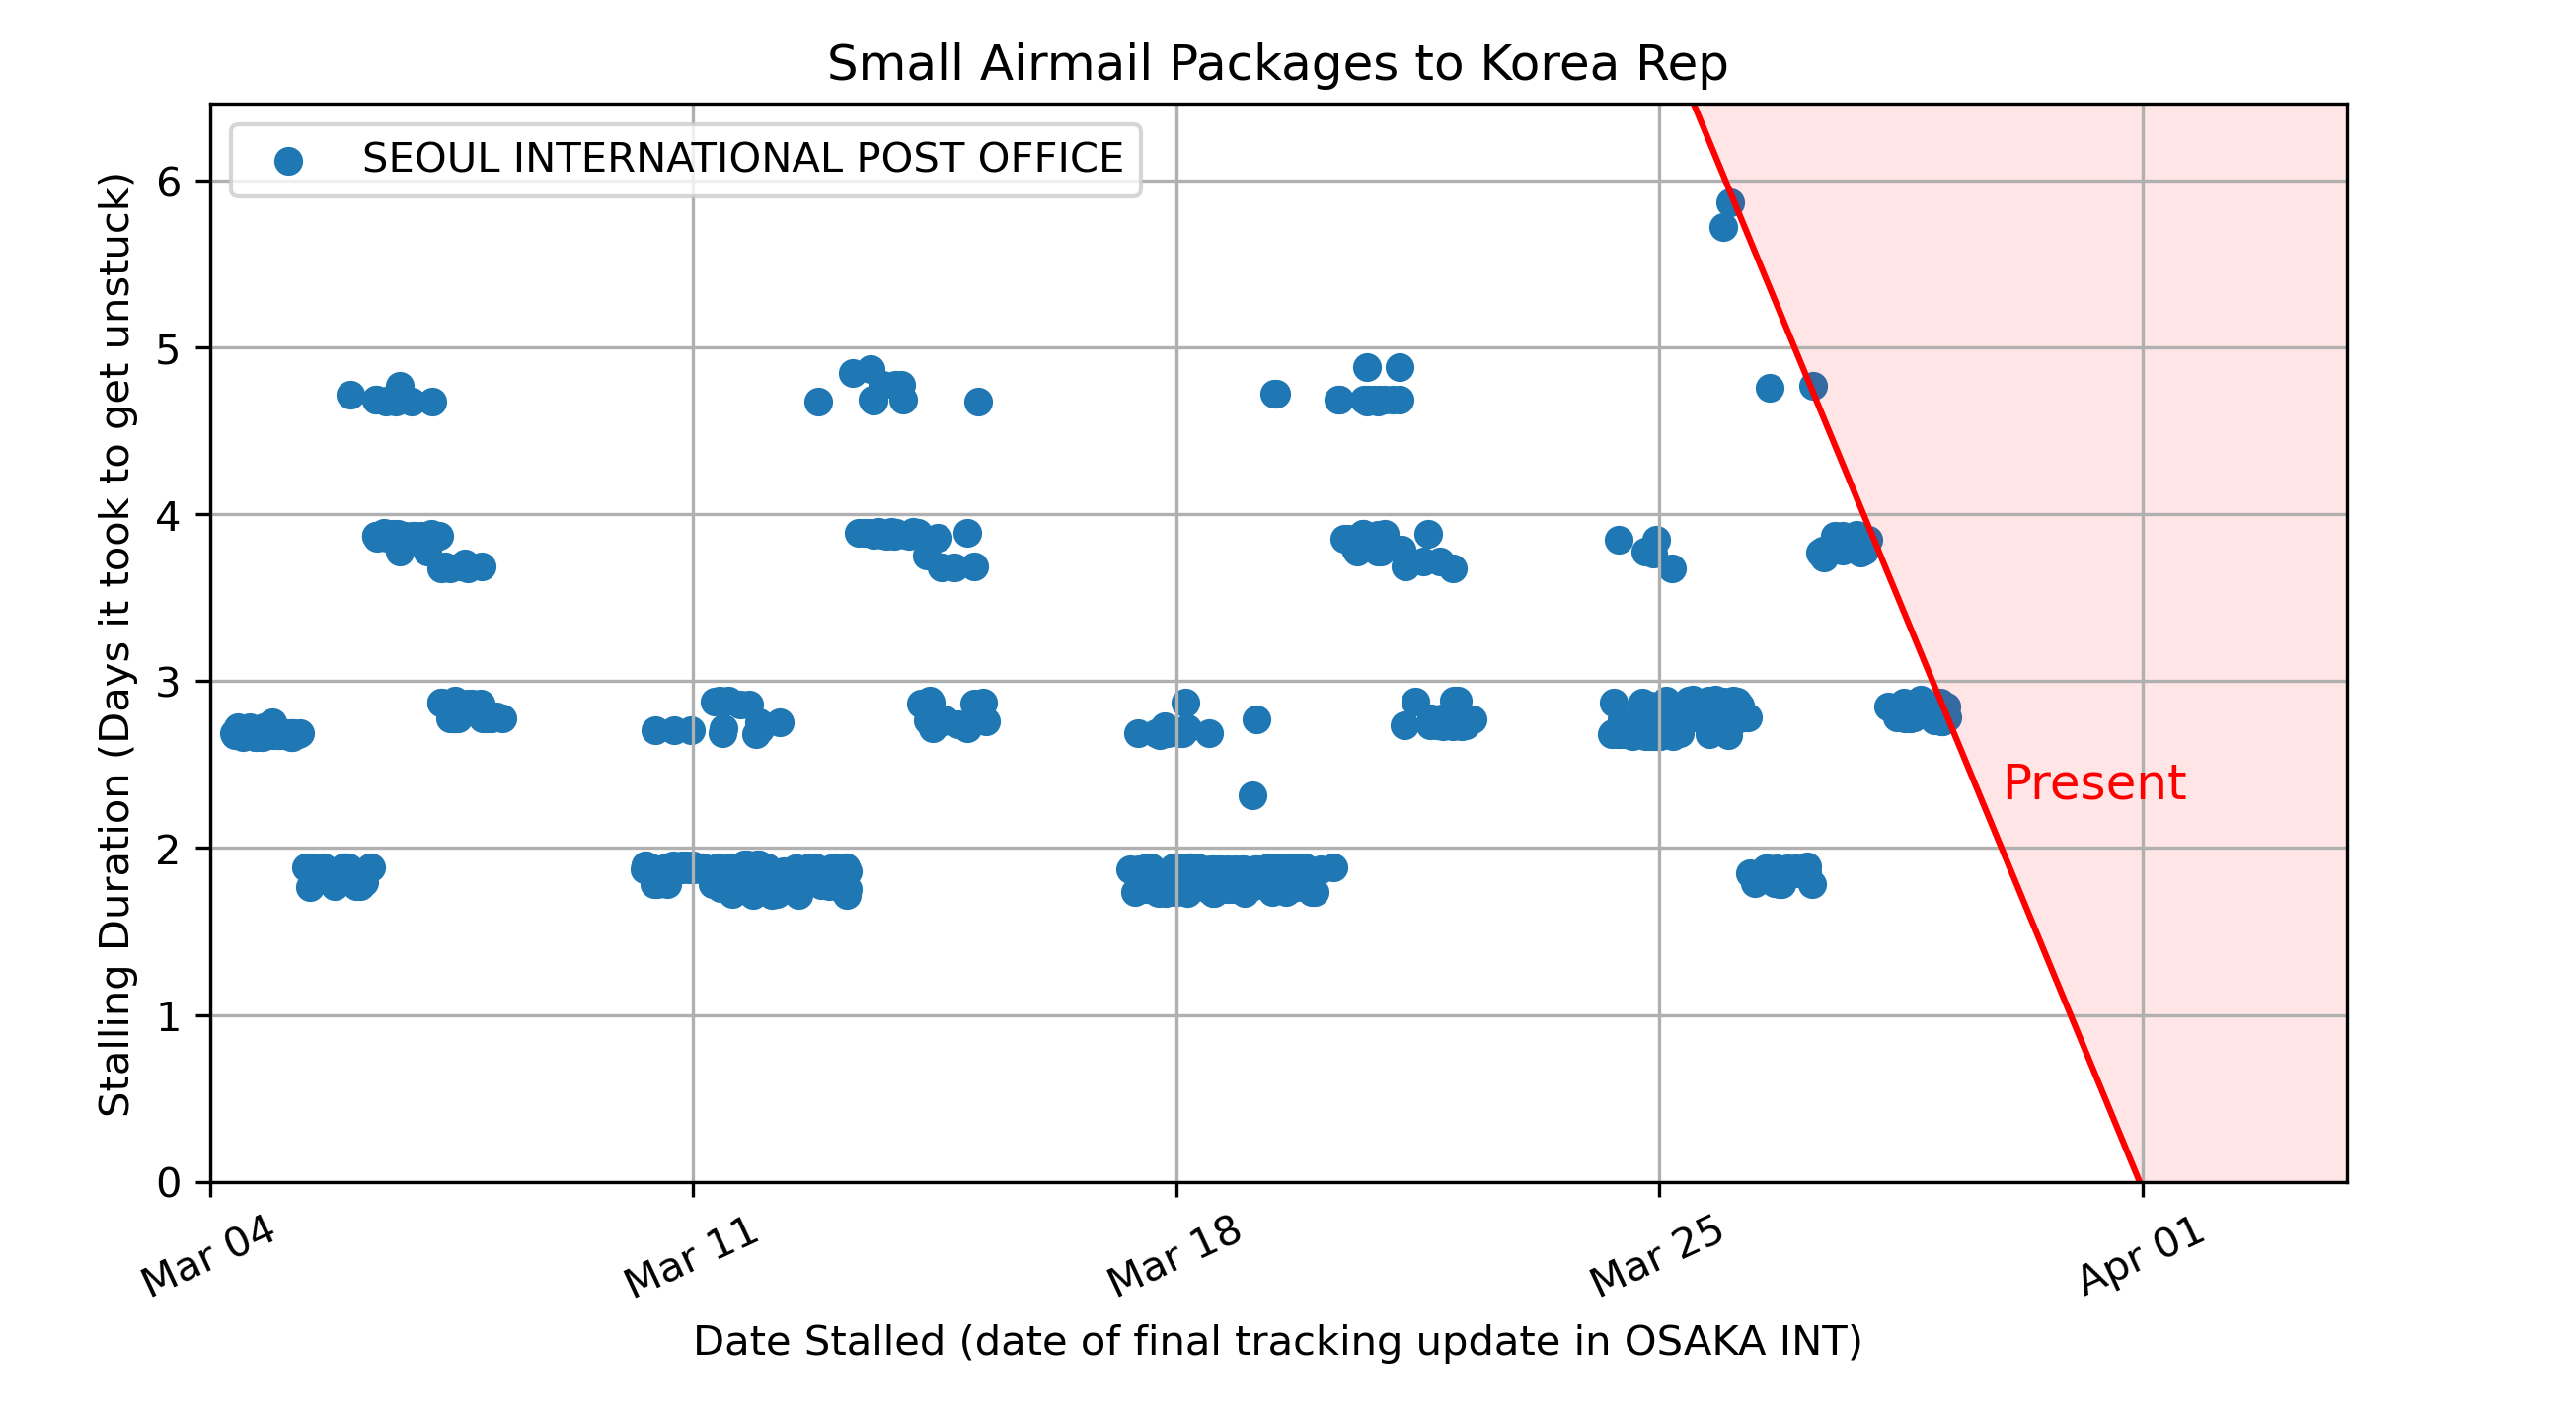 Small Airmail Packages to Korea Rep
SEOUL INTERNATIONAL POST OFFICE
Stalling Duration (Days it took to get unstuck)
6
5
4
3
2
1
0
Present
Mar 04
Mar 11
Mar 18
Mar 25
Apr 01
Date Stalled (date of final tracking update in OSAKA INT)